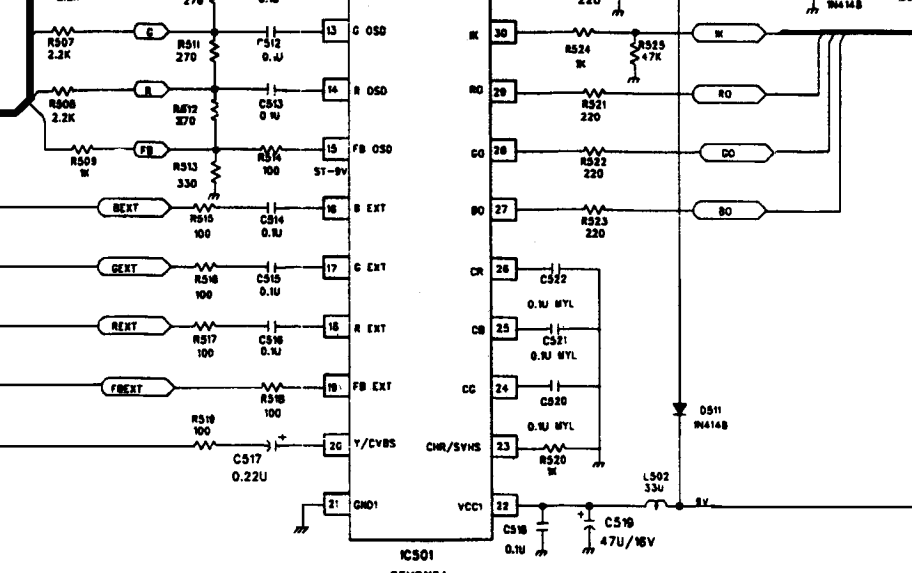 R507
2.2K
G
R511
270
0.1U
13
G OSD
R508
2.2K
R
C513
0.1U
14
R OSD
R509
1K
FB
R513
330
R514
100
15
FB OSD
ST-9V
BEXT
R515
100
C514
0.1U
16
B EXT
GEXT
R516
100
C515
0.1U
17
G EXT
REXT
R517
100
C516
0.1U
18
R EXT
FBEXT
R518
100
19
FB EXT
R519
100
C517
0.22U
+
20
Y/CVBS
21
GND1
IK
30
R524
1K
R525
47K
IK
1N4148
RO
29
R521
220
RO
GO
28
R522
220
GO
BO
27
R523
220
BO
CR
26
C522
0.1U MYL
CB
25
C521
0.1U MYL
CG
24
C520
0.1U MYL
CHR/SVHS
23
R520
1K
D511
1N4148
VCC1
22
C518
0.1U
+
C519
47U/16V
L502
33U
9V
IC501